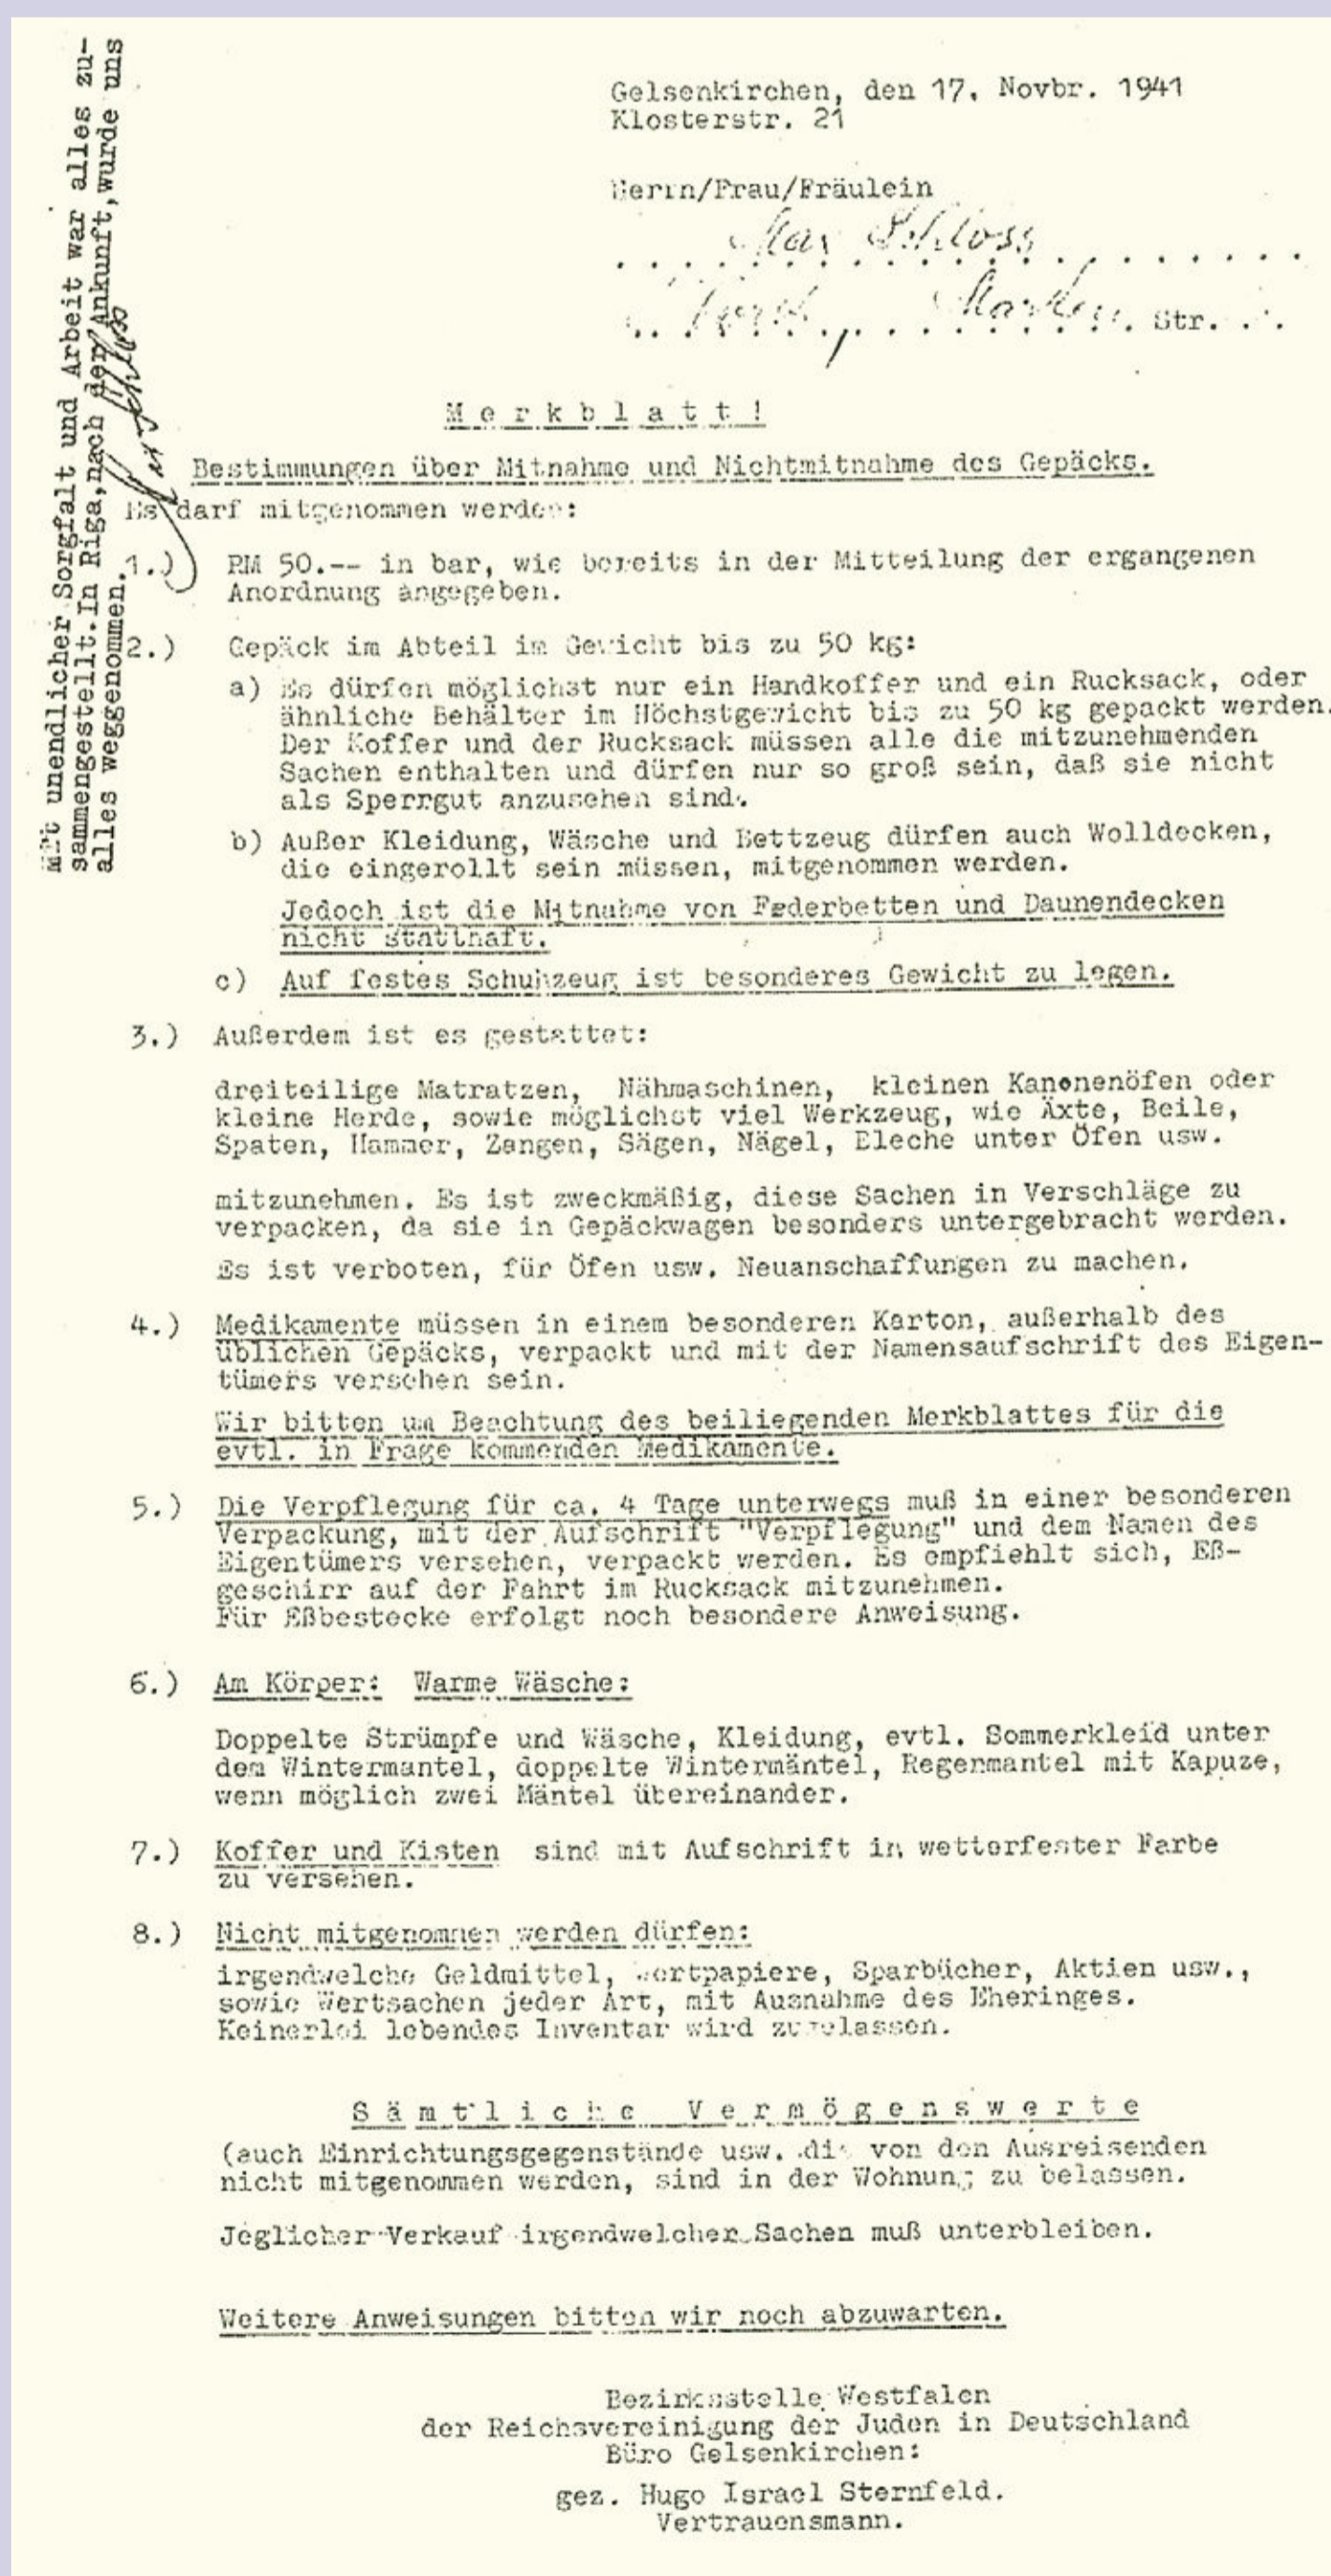 Gelsenkirchen, den 17. Novbr. 1941
Klosterstr. 21
Herrn/Frau/Fräulein
Max Schloss
Str.
Merkblatt!
Bestimmungen über Mitnahme und Nichtmitnahme des Gepäcks.
Es darf mitgenommen werden:
1.) RM 50.-- in bar, wie bereits in der Mitteilung der ergangenen
Anordnung angegeben.
2.) Gepäck im Abteil im Gewicht bis zu 50 kg:
a) Es dürfen möglichst nur ein Handkoffer und ein Rucksack, oder
ähnliche Behälter im Höchstgewicht bis zu 50 kg gepackt werden.
Der Koffer und der Rucksack müssen alle die mitzunehmenden
Sachen enthalten und dürfen nur so groß sein, daß sie nicht
als Sperrgut anzusehen sind.
b) Außer Kleidung, Wäsche und Bettzeug dürfen auch Wolldecken,
die eingerollt sein müssen, mitgenommen werden.
Jedoch ist die Mitnahme von Federbetten und Daunendecken
nicht statthaft.
c) Auf festes Schuhzeug ist besonderes Gewicht zu legen.
3.) Außerdem ist es gestattet:
dreiteilige Matratzen, Nähmaschinen, kleinen Kanonenöfen oder
kleine Herde, sowie möglichst viel Werkzeug, wie Äxte, Beile,
Spaten, Hammer, Zangen, Sägen, Nägel, Bleche unter Öfen usw.
mitzunehmen. Es ist zweckmäßig, diese Sachen in Verschläge zu
verpacken, da sie in Gepäckwagen besonders untergebracht werden.
Es ist verboten, für Öfen usw. Neuanschaffungen zu machen.
4.) Medikamente müssen in einem besonderen Karton, außerhalb des
üblichen Gepäcks, verpackt und mit der Namensaufschrift des Eigen-
tümers versehen sein.
Wir bitten um Beachtung des beiliegenden Merkblattes für die
evtl. in Frage kommenden Medikamente.
5.) Die Verpflegung für ca. 4 Tage unterwegs muß in einer besonderen
Verpackung, mit der Aufschrift "Verpflegung" und dem Namen des
Eigentümers versehen, verpackt werden. Es empfiehlt sich, Eß-
geschirr auf der Fahrt im Rucksack mitzunehmen.
Für Eßbestecke erfolgt noch besondere Anweisung.
6.) Am Körper: Warme Wäsche:
Doppelte Strümpfe und Wäsche, Kleidung, evtl. Sommerkleid unter
dem Wintermantel, doppelte Wintermäntel, Regenmantel mit Kapuze,
wenn möglich zwei Mäntel übereinander.
7.) Koffer und Kisten sind mit Aufschrift in wetterfester Farbe
zu versehen.
8.) Nicht mitgenommen werden dürfen:
irgendwelche Geldmittel, Wertpapiere, Sparbücher, Aktien usw.,
sowie Wertsachen jeder Art, mit Ausnahme des Eheringes.
Keinerlei lebendes Inventar wird zugelassen.
Sämtliche Vermögenswerte
(auch Einrichtungsgegenstände usw. die von den Ausreisenden
nicht mitgenommen werden, sind in der Wohnung zu belassen.
Jeglicher Verkauf irgendwelcher Sachen muß unterbleiben.
Weitere Anweisungen bitten wir noch abzuwarten.
Bezirksstelle Westfalen
der Reichsvereinigung der Juden in Deutschland
Büro Gelsenkirchen:
gez. Hugo Israel Sternfeld.
Vertrauensmann.
Mit unendlicher Sorgfalt und Arbeit war alles zu-
sammengestellt. In Riga, nach der Ankunft, wurde uns
alles weggenommen.